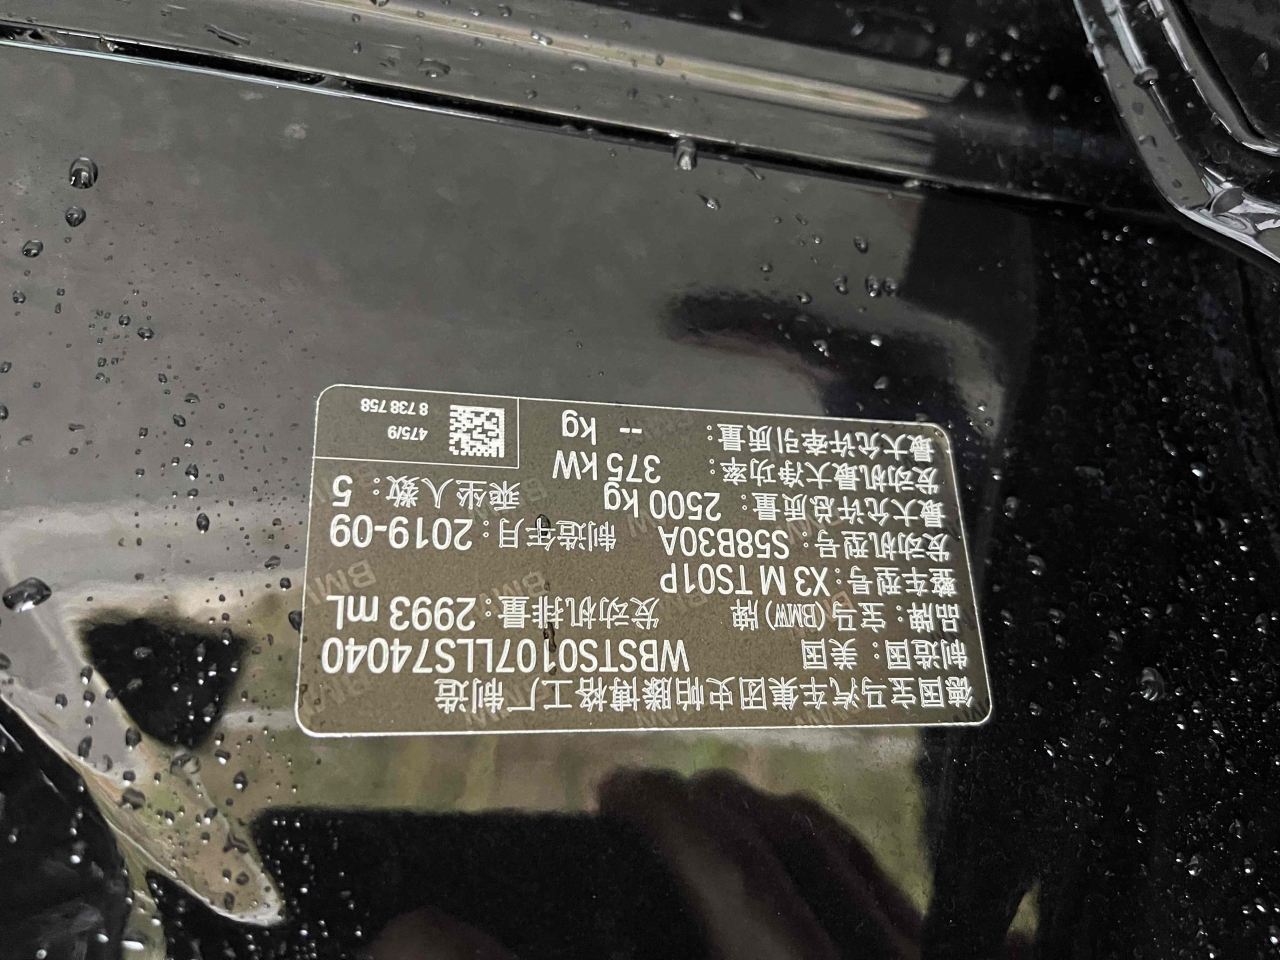 德国宝马汽车集团史帕滕博格工厂 制造
制造国：美国 WBSTS0107LLS74040
品牌：宝马(BMW)牌 发动机排量：2993 mL
整车型号：X3 M TS01P
发动机型号：S58B30A 制造年月：2019-09
最大允许总质量：2500 kg 乘坐人数：5
发动机最大净功率：375 kW
最大允许牵引质量：-- kg
475/9
8 738 758